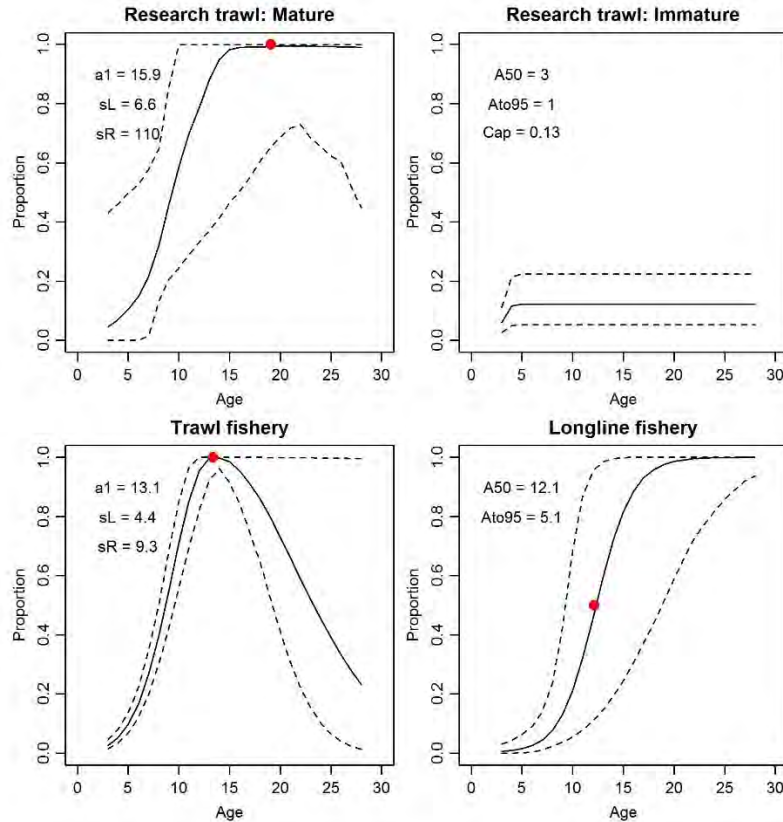 Research trawl: Mature
a1 = 15.9
sL = 6.6
sR = 110
Proportion
0.0 0.2 0.4 0.6 0.8 1.0
0 5 10 15 20 25 30
Age
Research trawl: Immature
A50 = 3
Ato95 = 1
Cap = 0.13
Proportion
0.0 0.2 0.4 0.6 0.8 1.0
0 5 10 15 20 25 30
Age
Trawl fishery
a1 = 13.1
sL = 4.4
sR = 9.3
Proportion
0.0 0.2 0.4 0.6 0.8 1.0
0 5 10 15 20 25 30
Age
Longline fishery
A50 = 12.1
Ato95 = 5.1
Proportion
0.0 0.2 0.4 0.6 0.8 1.0
0 5 10 15 20 25 30
Age